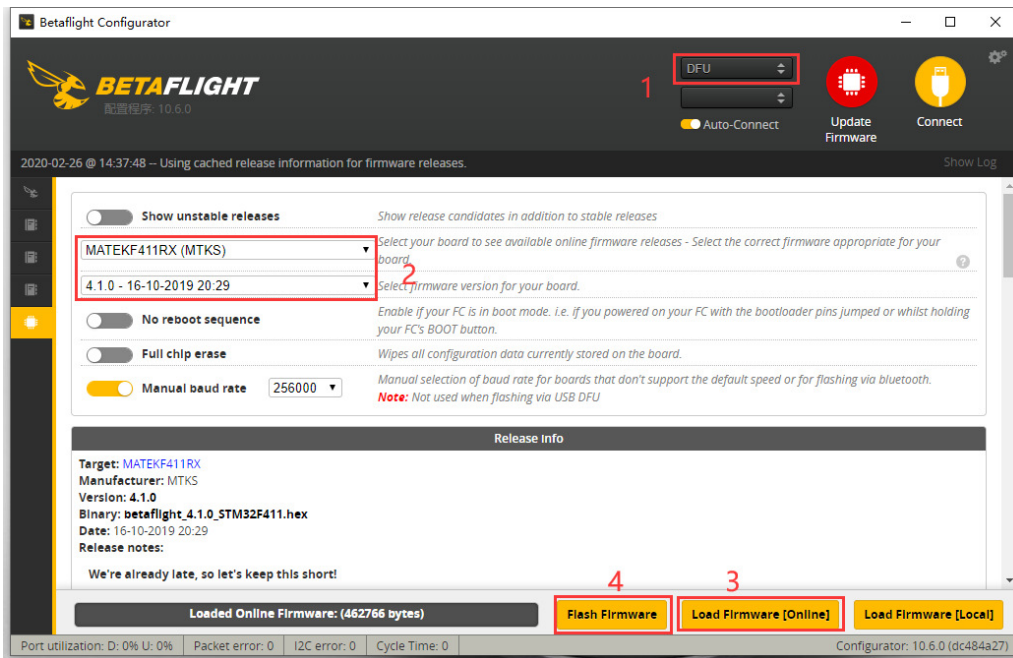 Betaflight Configurator
BETAFLIGHT
配置程序: 10.6.0
1
DFU
Auto-Connect
Update
Firmware
Connect
2020-02-26 @ 14:37:48 -- Using cached release information for firmware releases.
Show Log
Show unstable releases
Show release candidates in addition to stable releases
MATEKF411RX (MTKS)
Select your board to see available online firmware releases - Select the correct firmware appropriate for your
board.
2
4.1.0 - 16-10-2019 20:29
Select firmware version for your board.
No reboot sequence
Enable if your FC is in boot mode. i.e. if you powered on your FC with the bootloader pins jumped or whilst holding
your FC's BOOT button.
Full chip erase
Wipes all configuration data currently stored on the board.
Manual baud rate
256000
Manual selection of baud rate for boards that don't support the default speed or for flashing via bluetooth.
Note: Not used when flashing via USB DFU
Release info
Target: MATEKF411RX
Manufacturer: MTKS
Version: 4.1.0
Binary: betaflight_4.1.0_STM32F411.hex
Date: 16-10-2019 20:29
Release notes:
We're already late, so let's keep this short!
4
3
Loaded Online Firmware: (462766 bytes)
Flash Firmware
Load Firmware [Online]
Load Firmware [Local]
Port utilization: D: 0% U: 0%
Packet error: 0
I2C error: 0
Cycle Time: 0
Configurator: 10.6.0 (dc484a27)